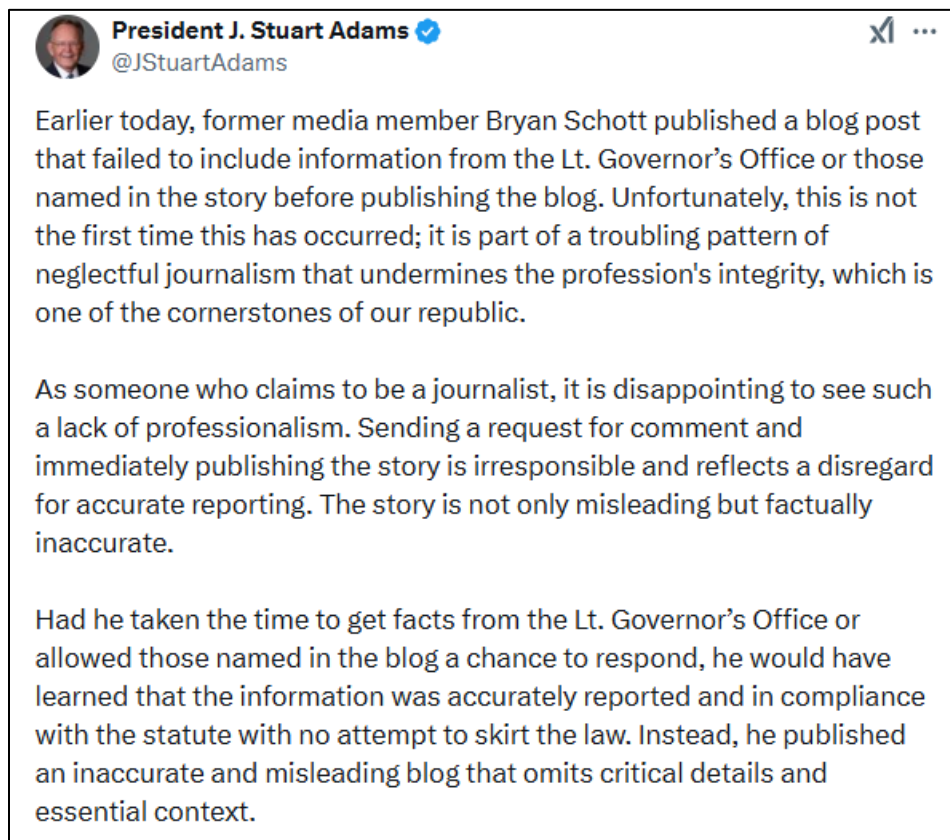 President J. Stuart Adams
@JStuartAdams
Earlier today, former media member Bryan Schott published a blog post
that failed to include information from the Lt. Governor’s Office or those
named in the story before publishing the blog. Unfortunately, this is not
the first time this has occurred; it is part of a troubling pattern of
neglectful journalism that undermines the profession's integrity, which is
one of the cornerstones of our republic.
As someone who claims to be a journalist, it is disappointing to see such
a lack of professionalism. Sending a request for comment and
immediately publishing the story is irresponsible and reflects a disregard
for accurate reporting. The story is not only misleading but factually
inaccurate.
Had he taken the time to get facts from the Lt. Governor’s Office or
allowed those named in the blog a chance to respond, he would have
learned that the information was accurately reported and in compliance
with the statute with no attempt to skirt the law. Instead, he published
an inaccurate and misleading blog that omits critical details and
essential context.